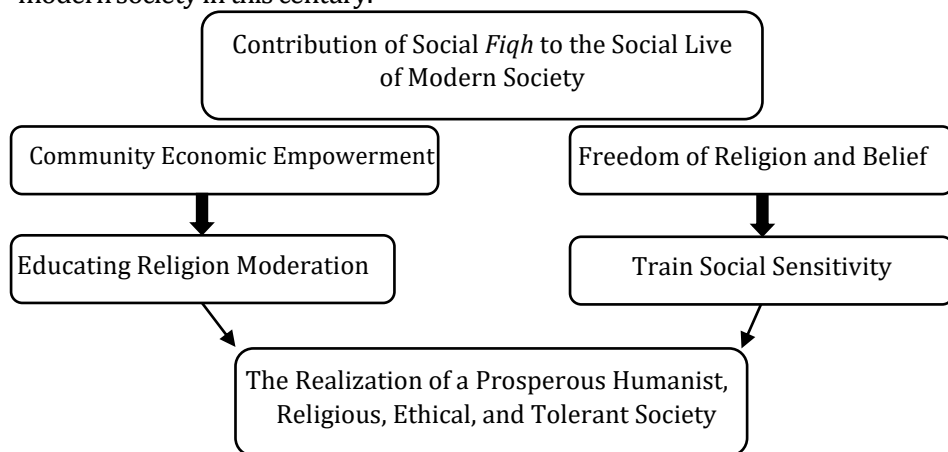 modern society in this century.
Contribution of Social Fiqh to the Social Live
of Modern Society
Community Economic Empowerment
Freedom of Religion and Belief
Educating Religion Moderation
Train Social Sensitivity
The Realization of a Prosperous Humanist,
Religious, Ethical, and Tolerant Society